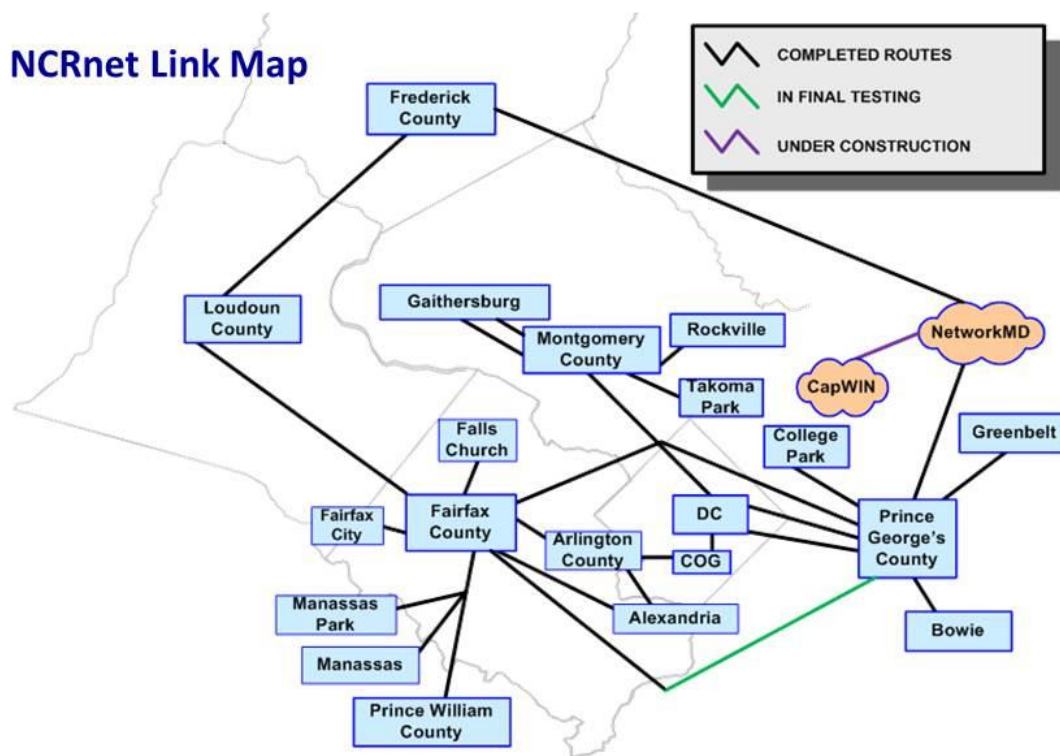 NCRnet Link Map
COMPLETED ROUTES
IN FINAL TESTING
UNDER CONSTRUCTION
Frederick
County
Loudoun
County
Gaithersburg
Montgomery
County
Rockville
Takoma
Park
NetworkMD
CapWIN
College
Park
Greenbelt
Falls
Church
Fairfax
City
Fairfax
County
Arlington
County
DC
COG
Prince
George's
County
Manassas
Park
Alexandria
Bowie
Manassas
Prince William
County